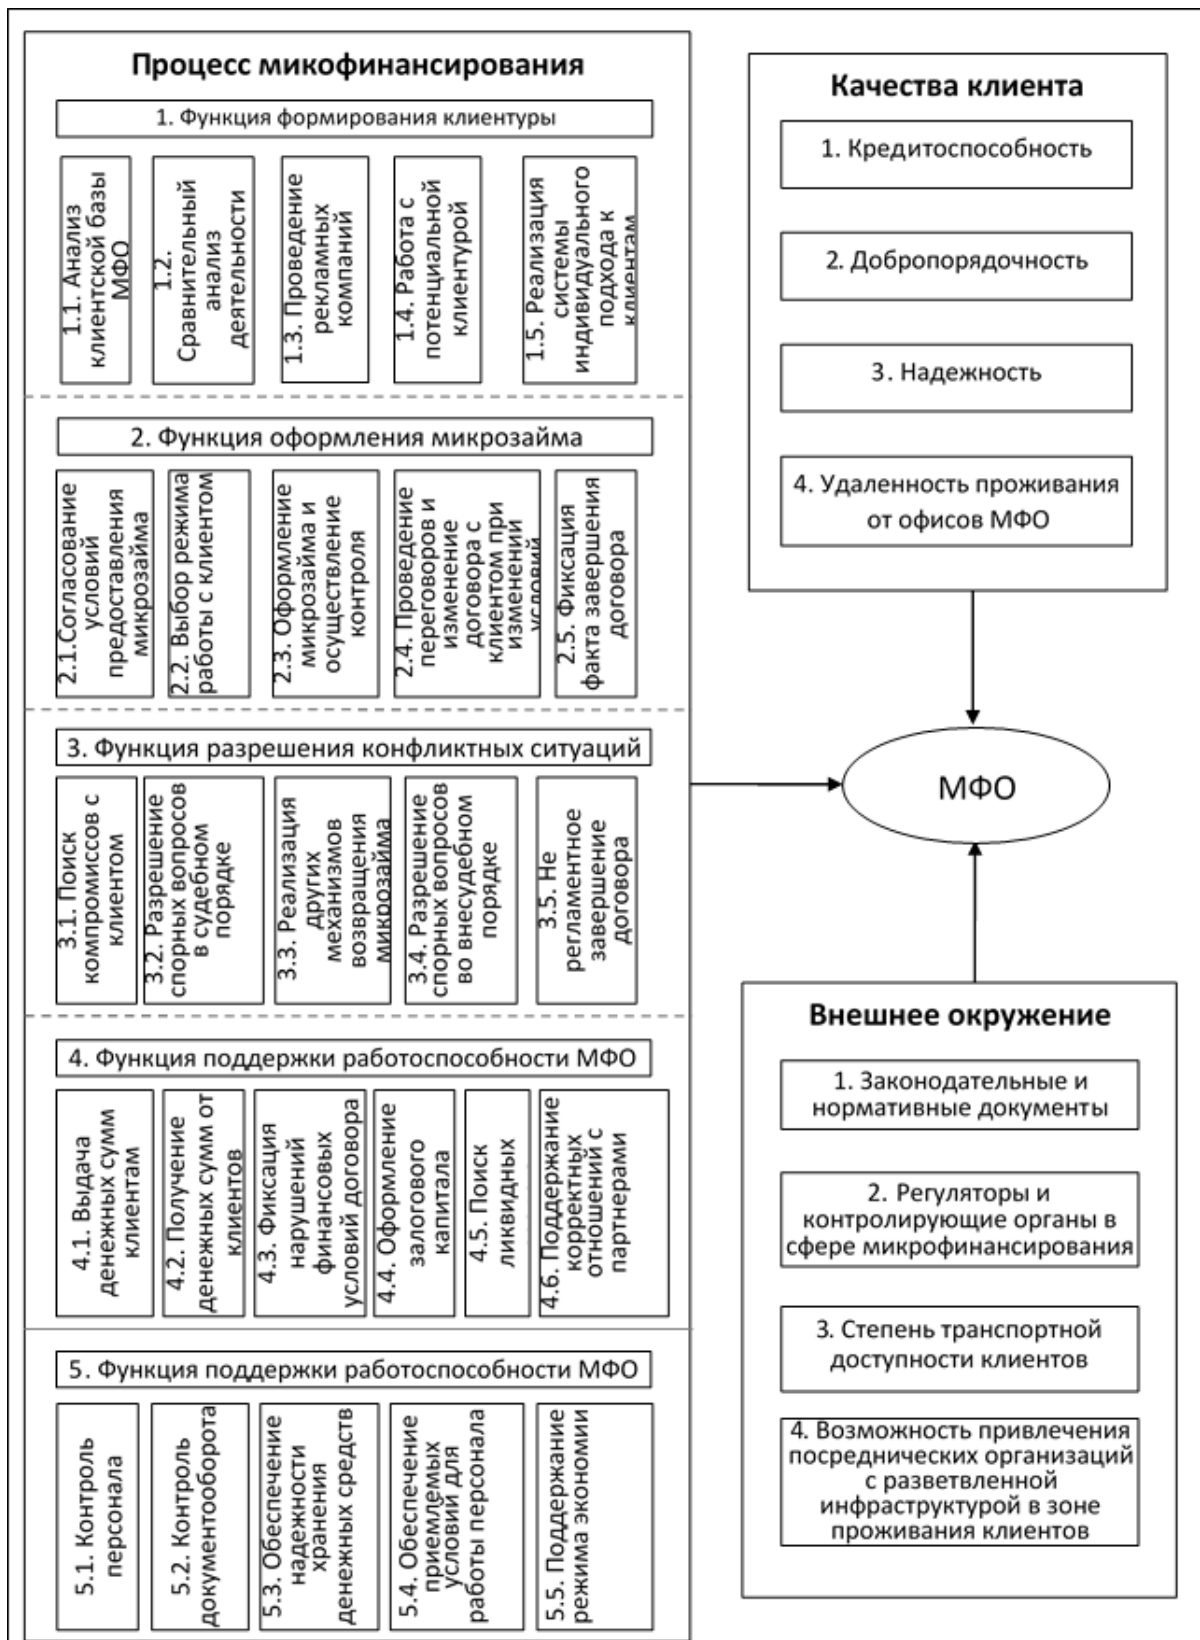 Процесс микофинансирования
1. Функция формирования клиентуры
1.1. Анализ
клиентской базы
МФО
1.2.
Сравнительный
анализ
деятельности
1.3. Проведение
рекламных
компаний
1.4. Работа с
потенциальной
клиентурой
1.5. Реализация
системы
индивидуального
подхода к
клиентам
2. Функция оформления микрозайма
2.1.Согласование
условий
предоставления
микрозайма
2.2. Выбор режима
работы с клиентом
2.3. Оформление
микрозайма и
осуществление
контроля
2.4. Проведение
переговоров и
изменение
договора с
клиентом при
изменений
условий
2.5. Фиксация
факта завершения
договора
3. Функция разрешения конфликтных ситуаций
3.1. Поиск
компромиссов с
клиентом
3.2. Разрешение
спорных вопросов
в судебном
порядке
3.3. Реализация
других
механизмов
возвращения
микрозайма
3.4. Разрешение
спорных вопросов
во внесудебном
порядке
3.5. Не
регламентное
завершение
договора
4. Функция поддержки работоспособности МФО
4.1. Выдача
денежных сумм
клиентам
4.2. Получение
денежных сумм от
клиентов
4.3. Фиксация
нарушений
финансовых
условий договора
4.4. Оформление
залогового
капитала
4.5. Поиск
ликвидных
4.6. Поддержание
корректных
отношений с
партнерами
5. Функция поддержки работоспособности МФО
5.1. Контроль
персонала
5.2. Контроль
документооборота
5.3. Обеспечение
надежности
хранения
денежных средств
5.4. Обеспечение
приемлемых
условий для
работы персонала
5.5. Поддержание
режима экономии
Качества клиента
1. Кредитоспособность
2. Добропорядочность
3. Надежность
4. Удаленность проживания
от офисов МФО
МФО
Внешнее окружение
1. Законодательные и
нормативные документы
2. Регуляторы и
контролирующие органы в
сфере микрофинансирования
3. Степень транспортной
доступности клиентов
4. Возможность привлечения
посреднических организаций
с разветвленной
инфраструктурой в зоне
проживания клиентов